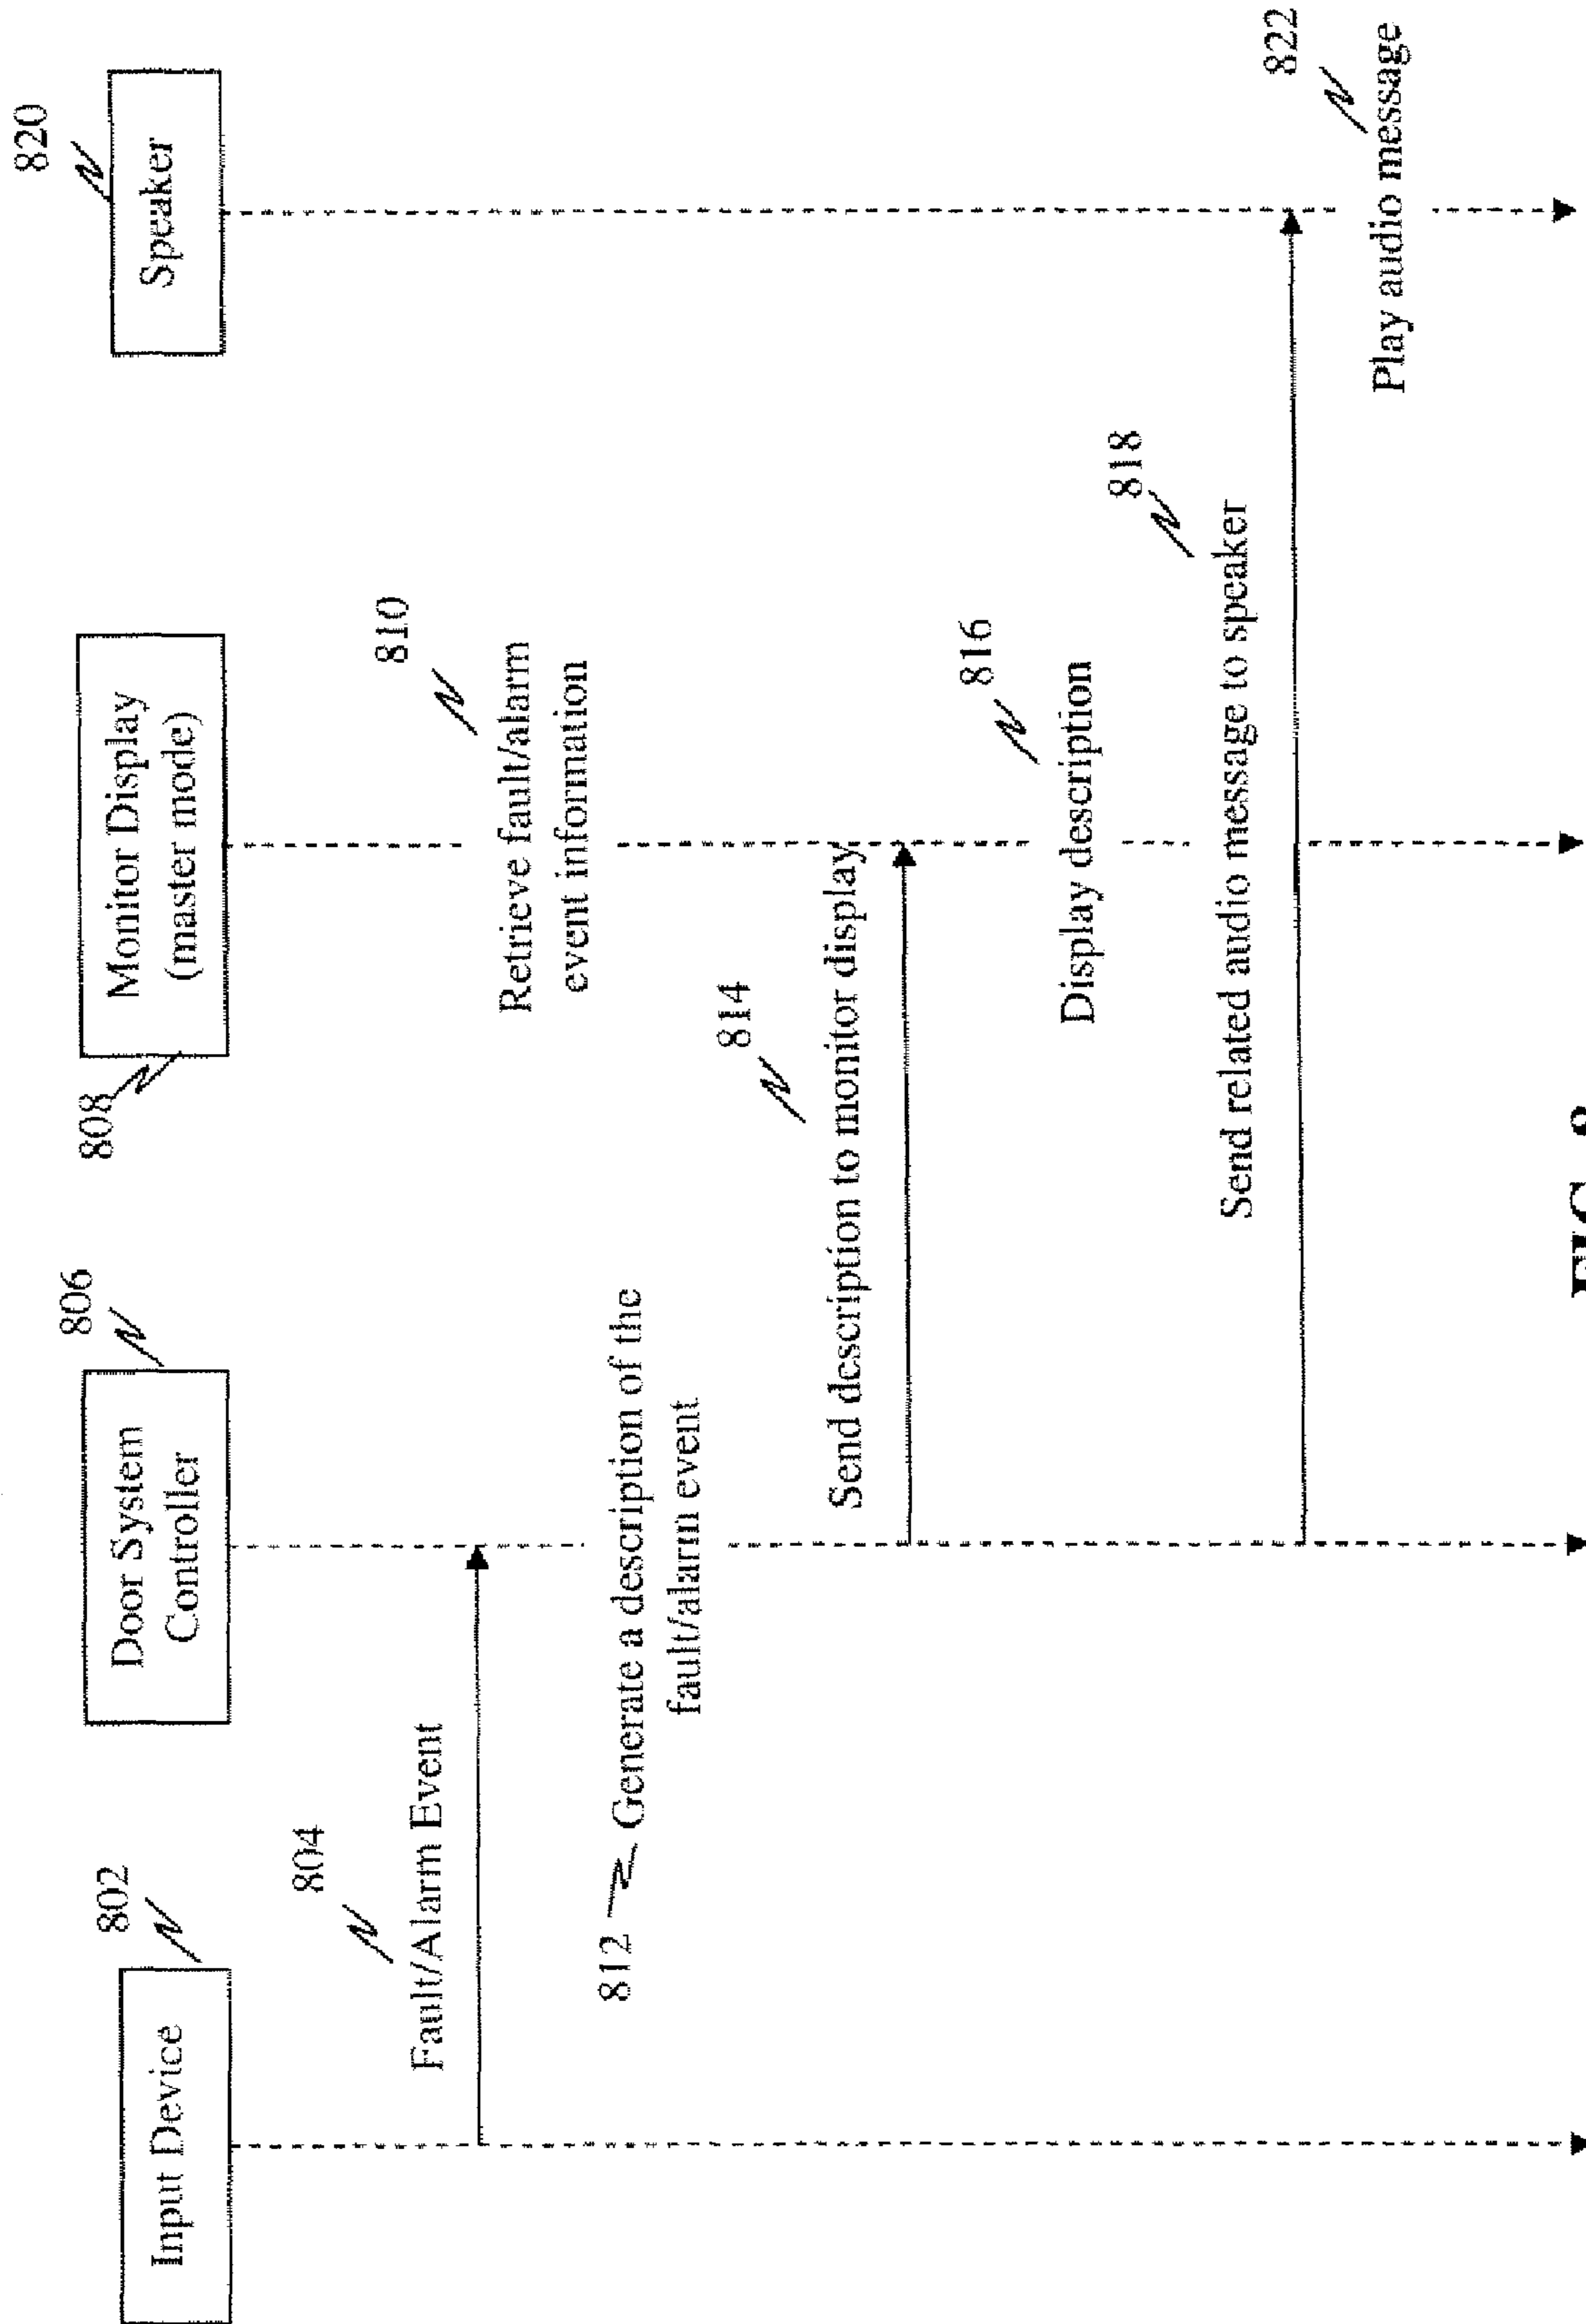 802
Input Device
806
Door System
Controller
808
Monitor Display
(master mode)
820
Speaker
804
Fault/Alarm Event
810
Retrieve fault/alarm
event information
812
Generate a description of the
fault/alarm event
814
Send description to monitor display
816
Display description
818
Send related audio message to speaker
822
Play audio message
FIG. 8